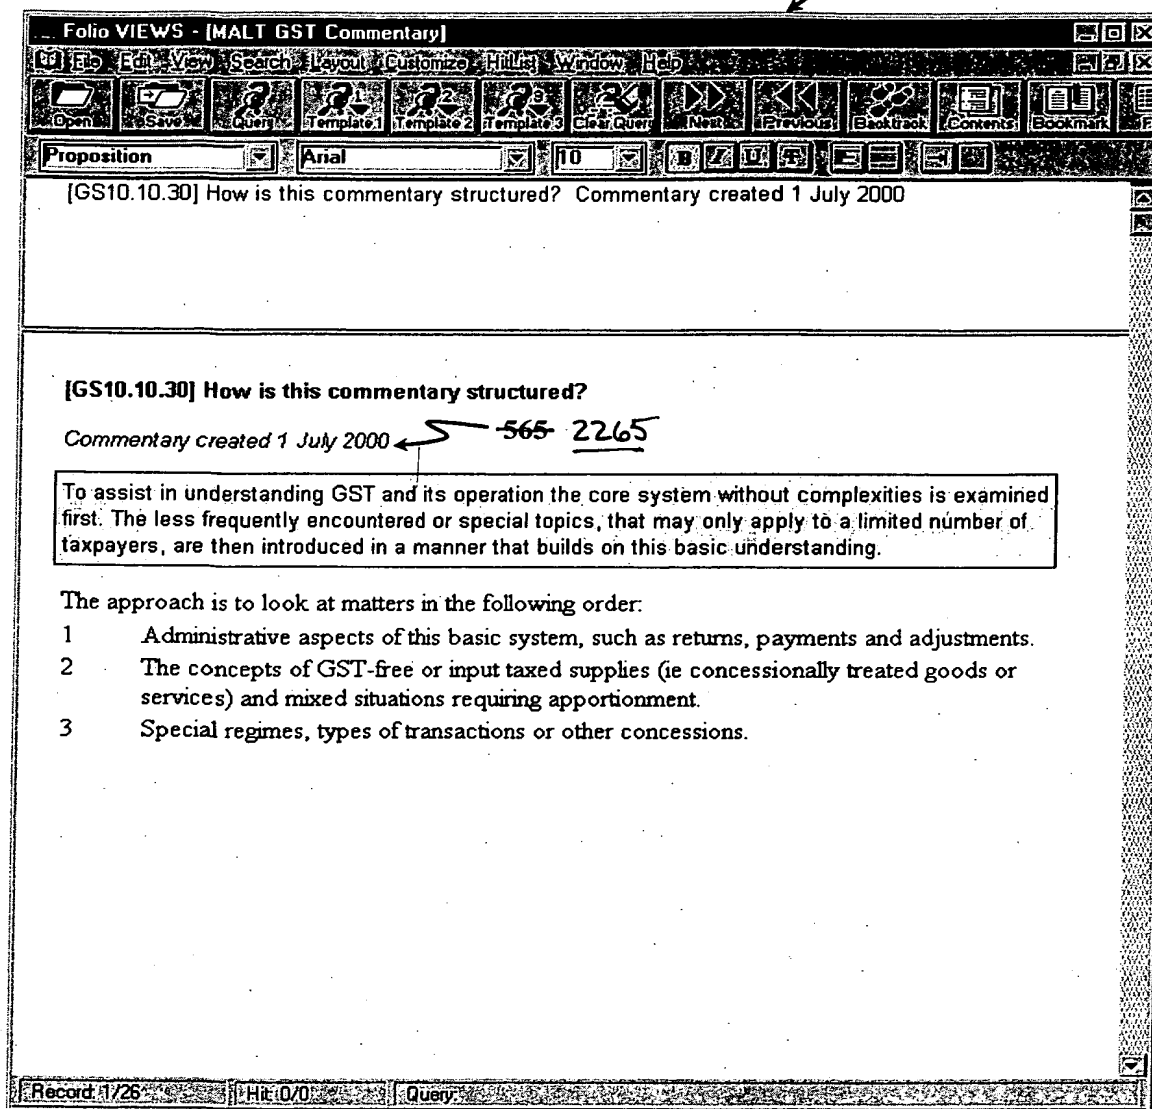 Folio VIEWS - [MALT GST Commentary]
File Edit View Search Layout Customize HitList Window Help
Open Save Query Template 1 Template 2 Template 3 Clear Query Next Previous Backtrack Contents Bookmark
Proposition Arial 10 B I U T
[GS10.10.30] How is this commentary structured? Commentary created 1 July 2000
[GS10.10.30] How is this commentary structured?
Commentary created 1 July 2000 565 2265
To assist in understanding GST and its operation the core system without complexities is examined
first. The less frequently encountered or special topics, that may only apply to a limited number of
taxpayers, are then introduced in a manner that builds on this basic understanding.
The approach is to look at matters in the following order:
1 Administrative aspects of this basic system, such as returns, payments and adjustments.
2 The concepts of GST-free or input taxed supplies (ie concessionally treated goods or
services) and mixed situations requiring apportionment.
3 Special regimes, types of transactions or other concessions.
Record: 1/26 Hit: 0/0 Query: